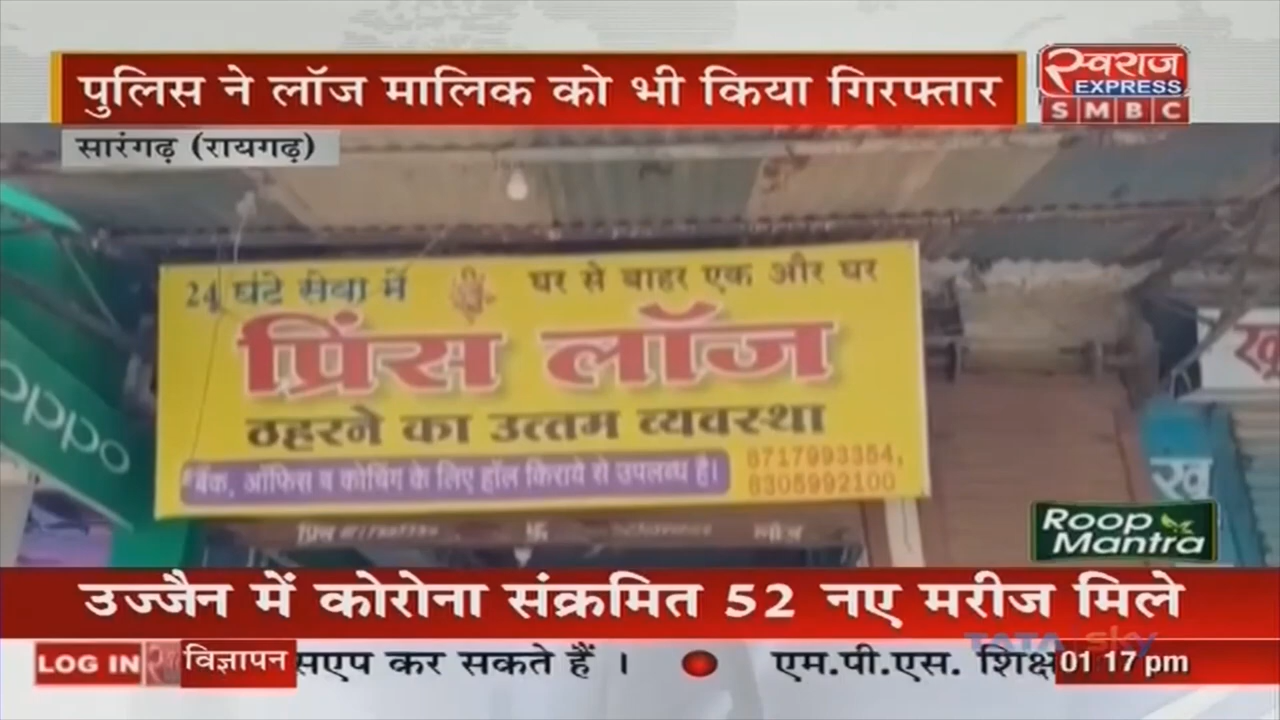 पुलिस ने लॉज मालिक को भी किया गिरफ्तार
स्वराज
EXPRESS
SMBC
सारंगढ़ (रायगढ़)
24 घंटे सेवा में
घर से बाहर एक और घर
प्रिंस लॉज
ठहरने का उत्तम व्यवस्था
बैंक, ऑफिस व कोचिंग के लिए हॉल किराये से उपलब्ध है।
8717993354,
8305992100
oppo
Roop
Mantra
उज्जैन में कोरोना संक्रमित 52 नए मरीज मिले
TATA sky
LOG IN
विज्ञापन
सएप कर सकते हैं । ● एम.पी.एस. शिक्ष
01 17 pm